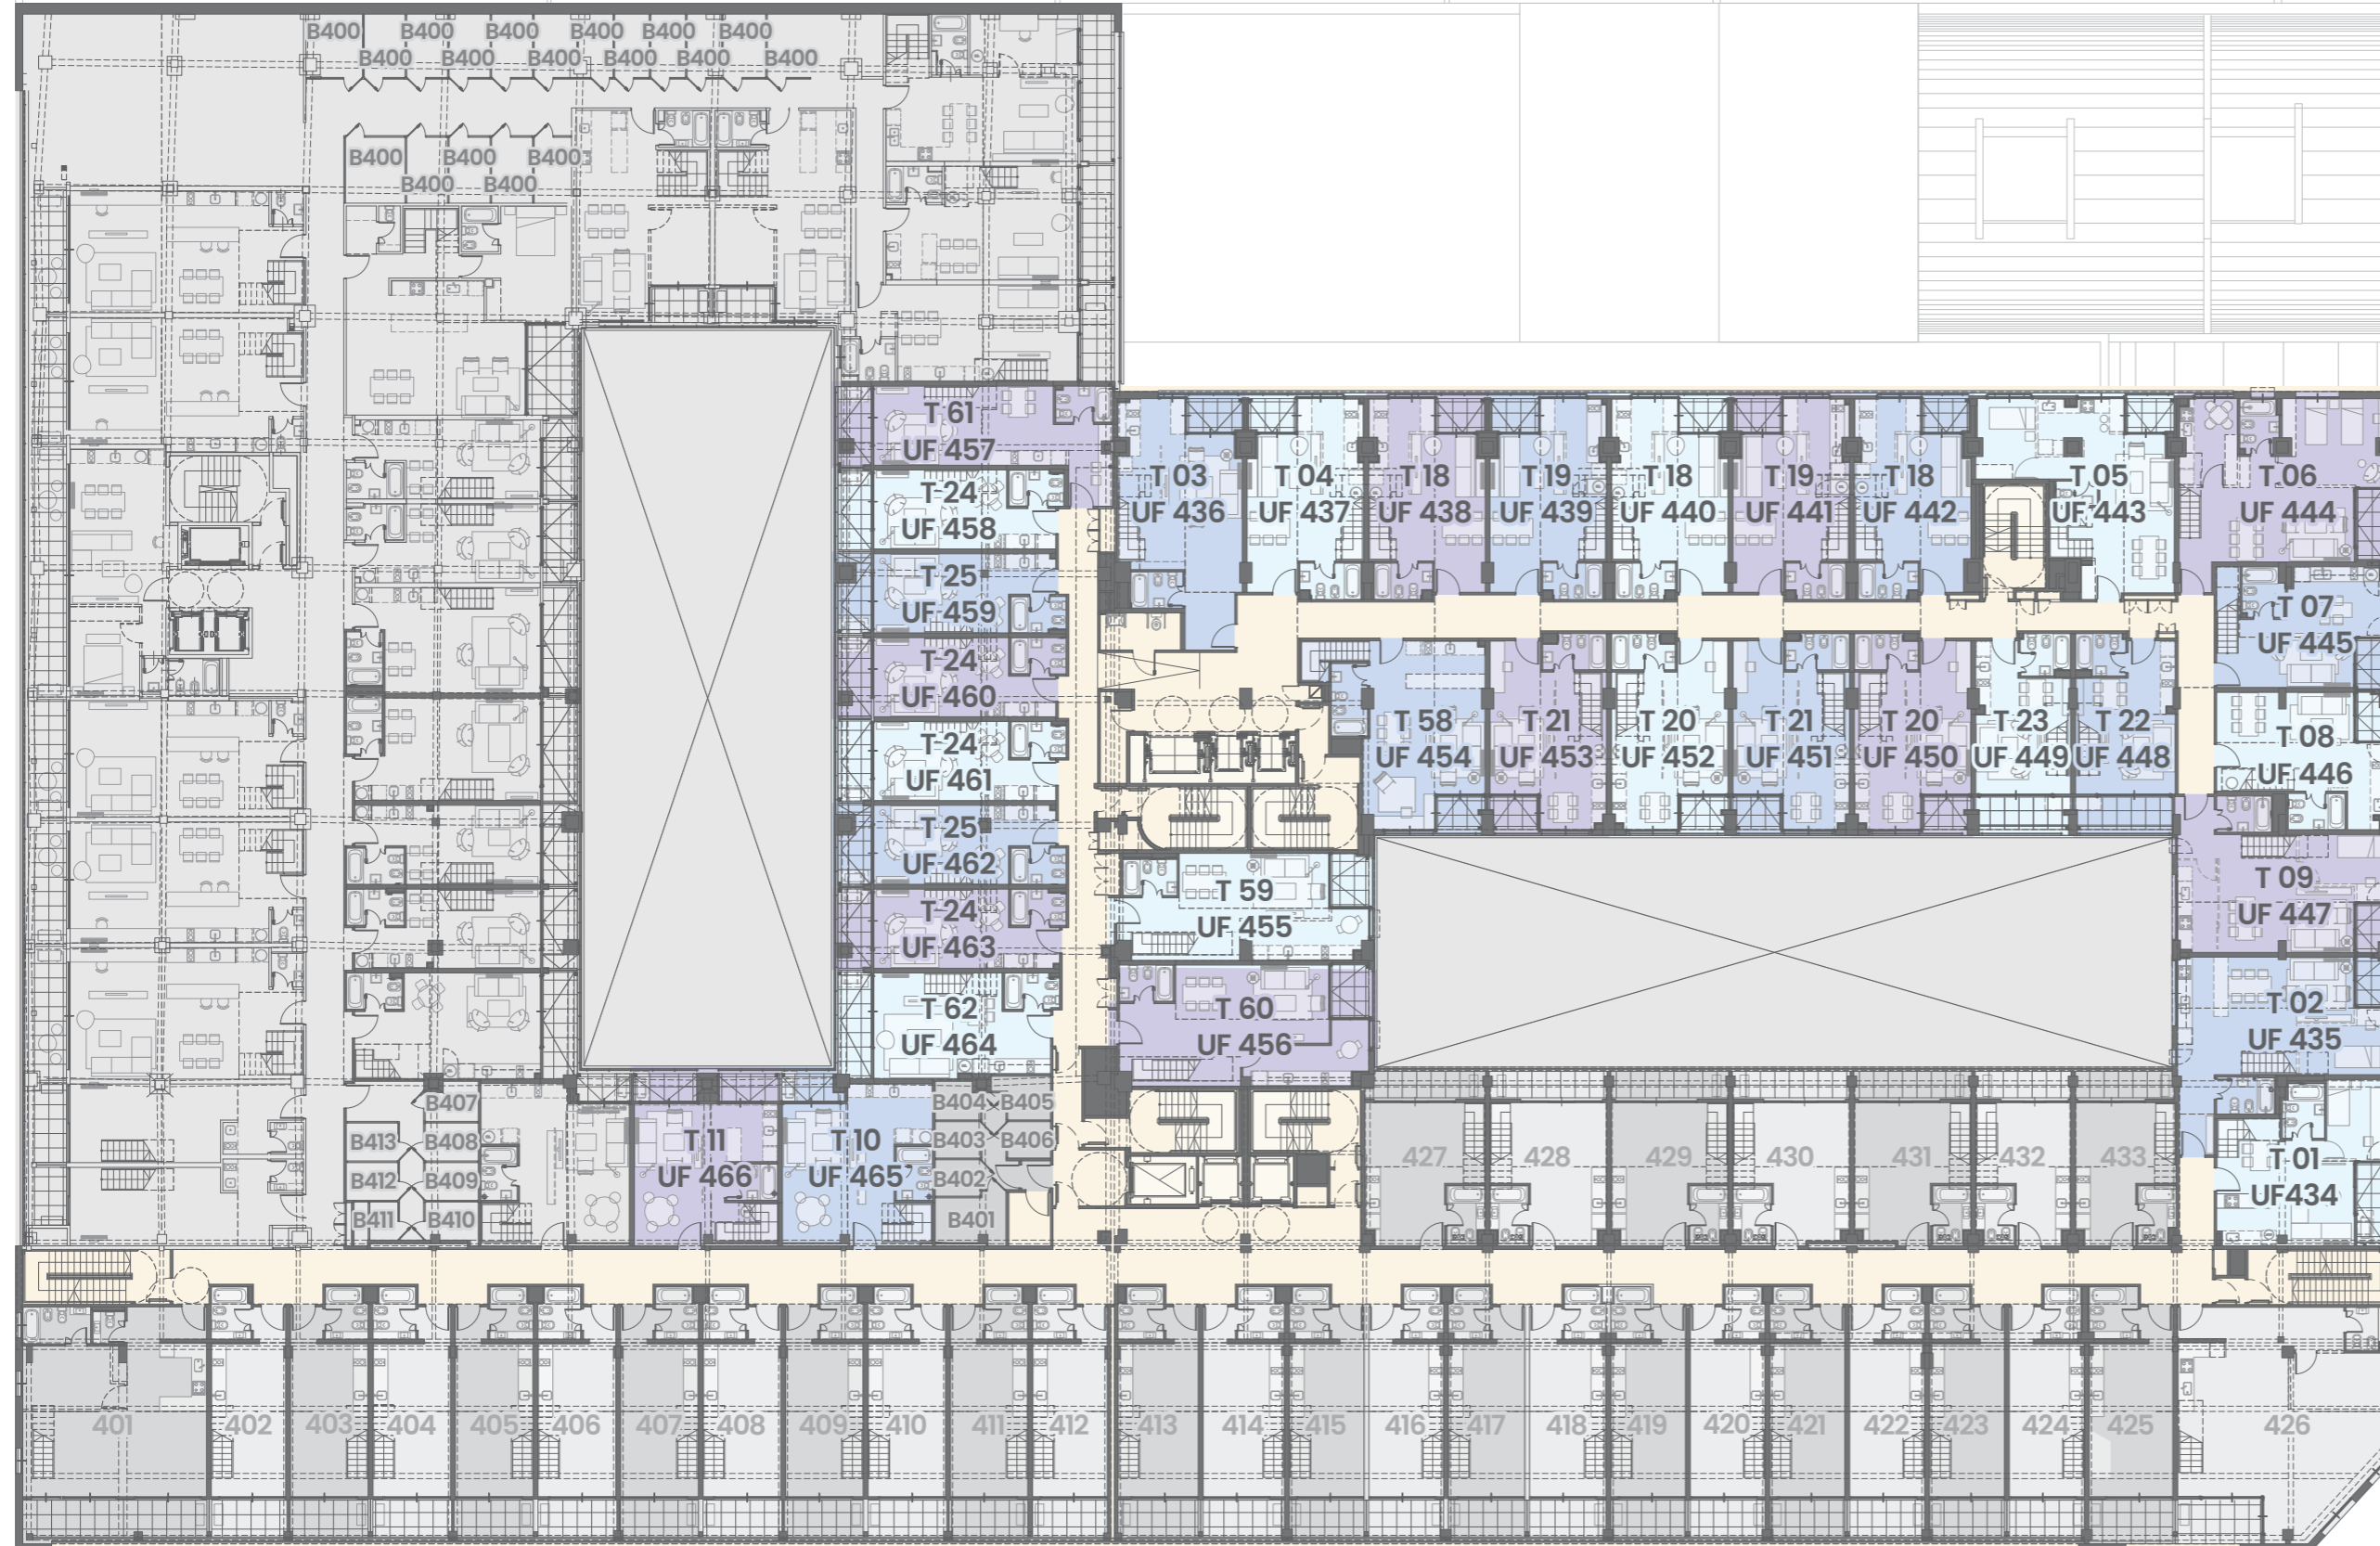 B400 B400 B400 B400 B400 B400
B400 B400 B400 B400 B400 B400
B400 B400 B400
B400 B400
T 61
UF 457
T 24
UF 458
T 25
UF 459
T 24
UF 460
T 24
UF 461
T 25
UF 462
T 24
UF 463
T 62
UF 464
T 03
UF 436
T 04
UF 437
T 18
UF 438
T 19
UF 439
T 18
UF 440
T 19
UF 441
T 18
UF 442
T 05
UF 443
T 06
UF 444
T 07
UF 445
T 08
UF 446
T 58
UF 454
T 21
UF 453
T 20
UF 452
T 21
UF 451
T 20
UF 450
T 23
UF 449
T 22
UF 448
T 59
UF 455
T 60
UF 456
T 09
UF 447
T 02
UF 435
T 01
UF434
B407
B413 B408
B412 B409
B411 B410
T 11
UF 466
T 10
UF 465
B404 B405
B403 B406
B402
B401
427 428 429 430 431 432 433
401 402 403 404 405 406 407 408 409 410 411 412 413 414 415 416 417 418 419 420 421 422 423 424 425 426